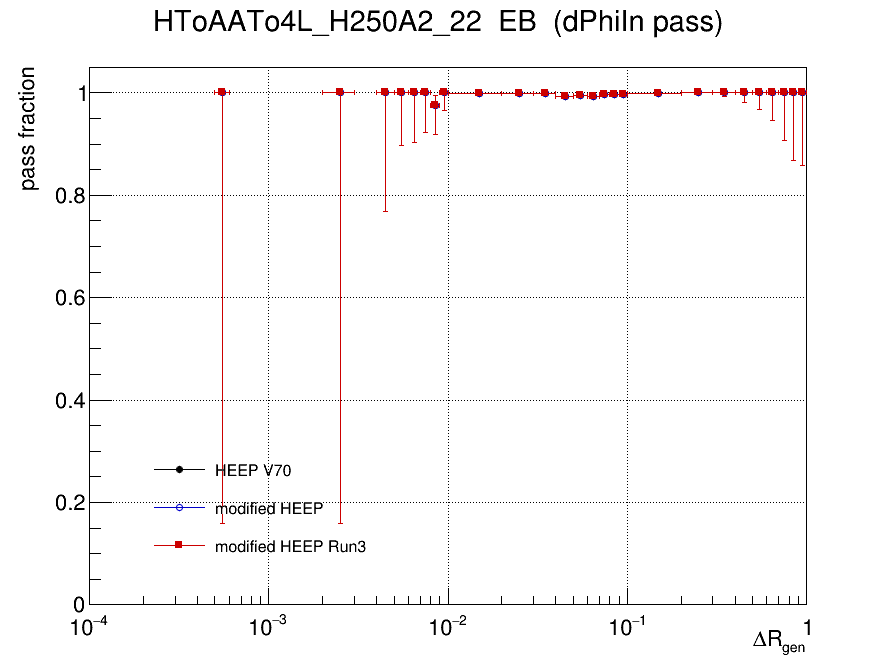 HToAATo4L_H250A2_22 EB (dPhiIn pass)
pass fraction
1
0.8
0.6
0.4
0.2
0
HEEP V70
modified HEEP
modified HEEP Run3
10⁻⁴ 10⁻³ 10⁻² 10⁻¹ 1
ΔR_gen